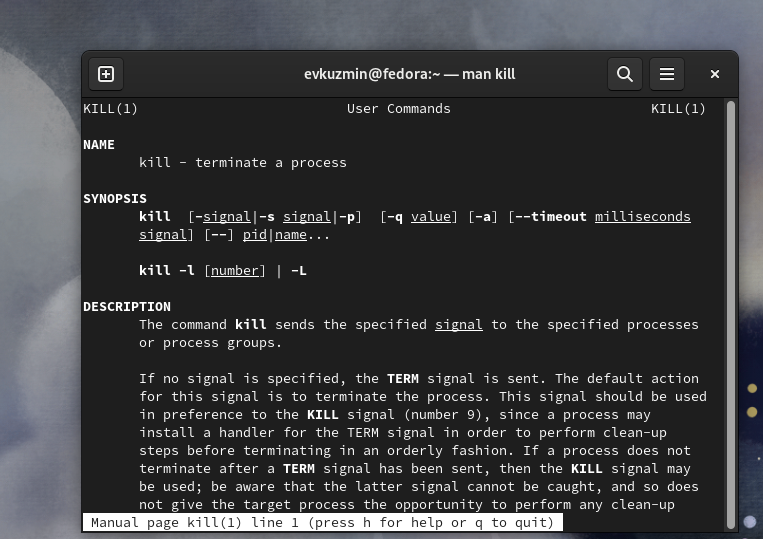 evkuzmin@fedora:~ — man kill
KILL(1) User Commands KILL(1)
NAME
kill - terminate a process
SYNOPSIS
kill [-signal|-s signal|-p] [-q value] [-a] [--timeout milliseconds
signal] [--] pid|name...
kill -l [number] | -L
DESCRIPTION
The command kill sends the specified signal to the specified processes
or process groups.
If no signal is specified, the TERM signal is sent. The default action
for this signal is to terminate the process. This signal should be used
in preference to the KILL signal (number 9), since a process may
install a handler for the TERM signal in order to perform clean-up
steps before terminating in an orderly fashion. If a process does not
terminate after a TERM signal has been sent, then the KILL signal may
be used; be aware that the latter signal cannot be caught, and so does
not give the target process the opportunity to perform any clean-up
Manual page kill(1) line 1 (press h for help or q to quit)